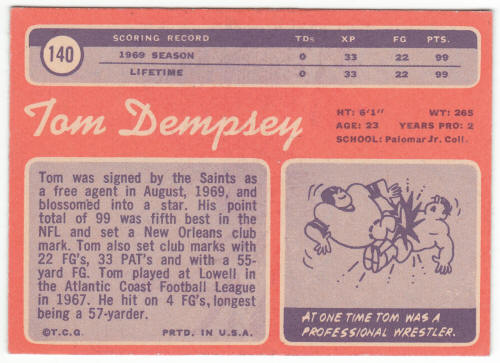 140
SCORING RECORD TDs XP FG PTS.
1969 SEASON 0 33 22 99
LIFETIME 0 33 22 99
Tom Dempsey
HT: 6'1" WT: 265
AGE: 23 YEARS PRO: 2
SCHOOL: Palomar Jr. Coll.
Tom was signed by the Saints as
a free agent in August, 1969, and
blossomed into a star. His point
total of 99 was fifth best in the
NFL and set a New Orleans club
mark. Tom also set club marks with
22 FG's, 33 PAT's and with a 55-
yard FG. Tom played at Lowell in
the Atlantic Coast Football League
in 1967. He hit on 4 FG's, longest
being a 57-yarder.
©T.C.G. PRTD. IN U.S.A.
AT ONE TIME TOM WAS A
PROFESSIONAL WRESTLER.